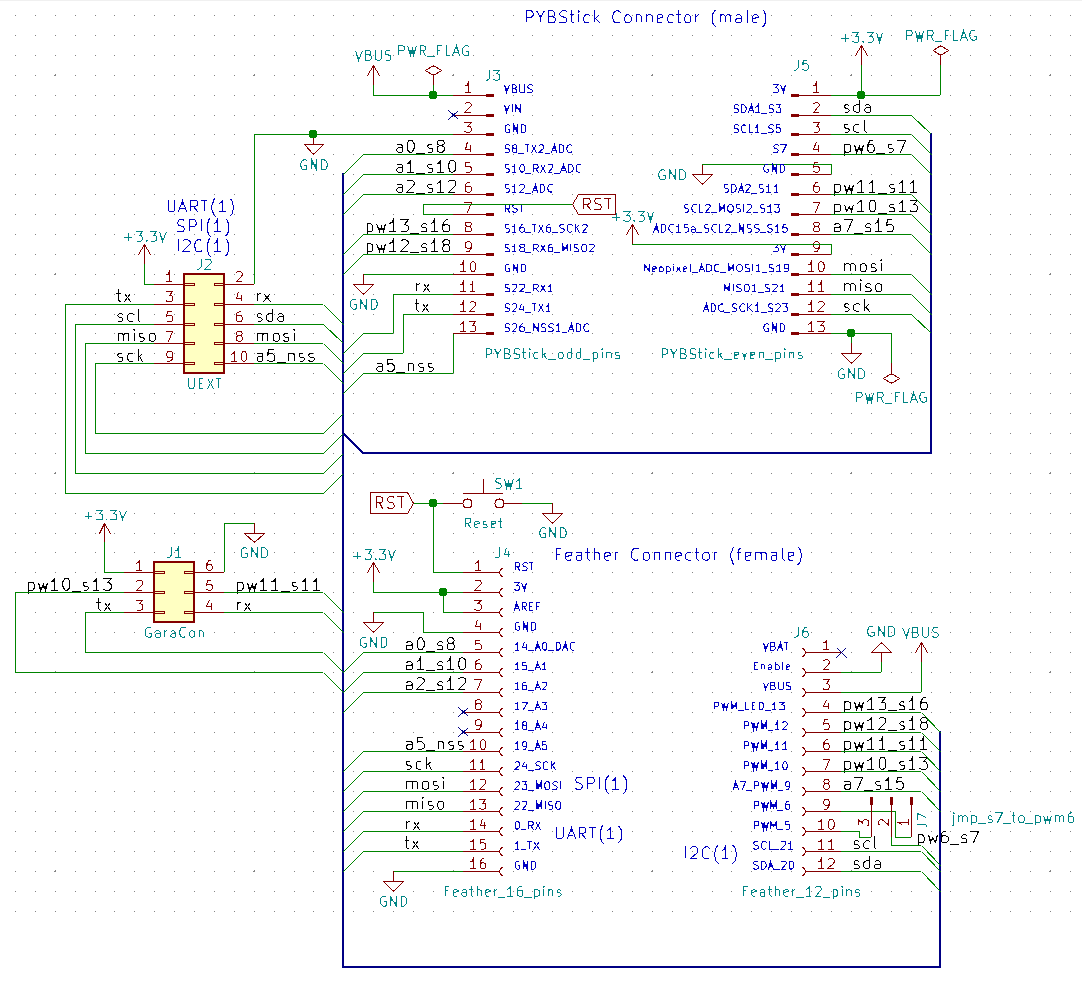 PYBStick Connector (male)
VBUS PWR_FLAG
+3.3V PWR_FLAG
J3
1 VBUS
2 VIN
3 GND
GND
a0_s8 4 S8_TX2_ADC
a1_s10 5 S10_RX2_ADC
a2_s12 6 S12_ADC
7 RST
RST
pw13_s16 8 S16_TX6_SCK2
pw12_s18 9 S18_RX6_MISO2
10 GND
GND
rx 11 S22_RX1
tx 12 S24_TX1
13 S26_NSS1_ADC
a5_nss
PYBStick_odd_pins
J5
3V 1
SDA1_S3 2 sda
SCL1_S5 3 scl
S7 4 pw6_s7
GND GND 5
SDA2_S11 6 pw11_s11
SCL2_MOSI2_S13 7 pw10_s13
+3.3V
ADC15a_SCL2_NSS_S16 8 a7_s15
3V 9
Neopixel_ADC_MOSI1_S19 10 mosi
MISO1_S21 11 miso
ADC_SCK1_S23 12 sck
GND 13
PYBStick_even_pins
GND
PWR_FLAG
UART(1)
SPI(1)
I2C(1)
+3.3V
J2
1 2
tx 3 4 rx
scl 5 6 sda
miso 7 8 mosi
sck 9 10 a5_nss
UEXT
RST
SW1
Reset
GND
+3.3V
GND
J1
1 6
pw10_s13 2 5 pw11_s11
tx 3 4 rx
GaraCon
Feather Connector (female)
+3.3V
J4
1 RST
2 3V
3 AREF
4 GND
GND
a0_s8 5 14_A0_DAC
a1_s10 6 15_A1
a2_s12 7 16_A2
8 17_A3
9 18_A4
a5_nss 10 19_A5
sck 11 24_SCK
mosi 12 23_MOSI SPI(1)
miso 13 22_MISO
rx 14 0_RX
UART(1)
tx 15 1_TX
16 GND
GND
Feather_16_pins
J6
GND VBUS
VBAT 1
Enable 2
VBUS 3
PWM_LED_13 4 pw13_s16
PWM_12 5 pw12_s18
PWM_11 6 pw11_s11
PWM_10 7 pw10_s13
A7_PWM_9 8 a7_s15
PWM_6 9
PWM_5 10
3 2 1 J7
jmp_s7_to_pwm6
pw6_s7
I2C(1)
SCL_21 11 scl
SDA_20 12 sda
Feather_12_pins